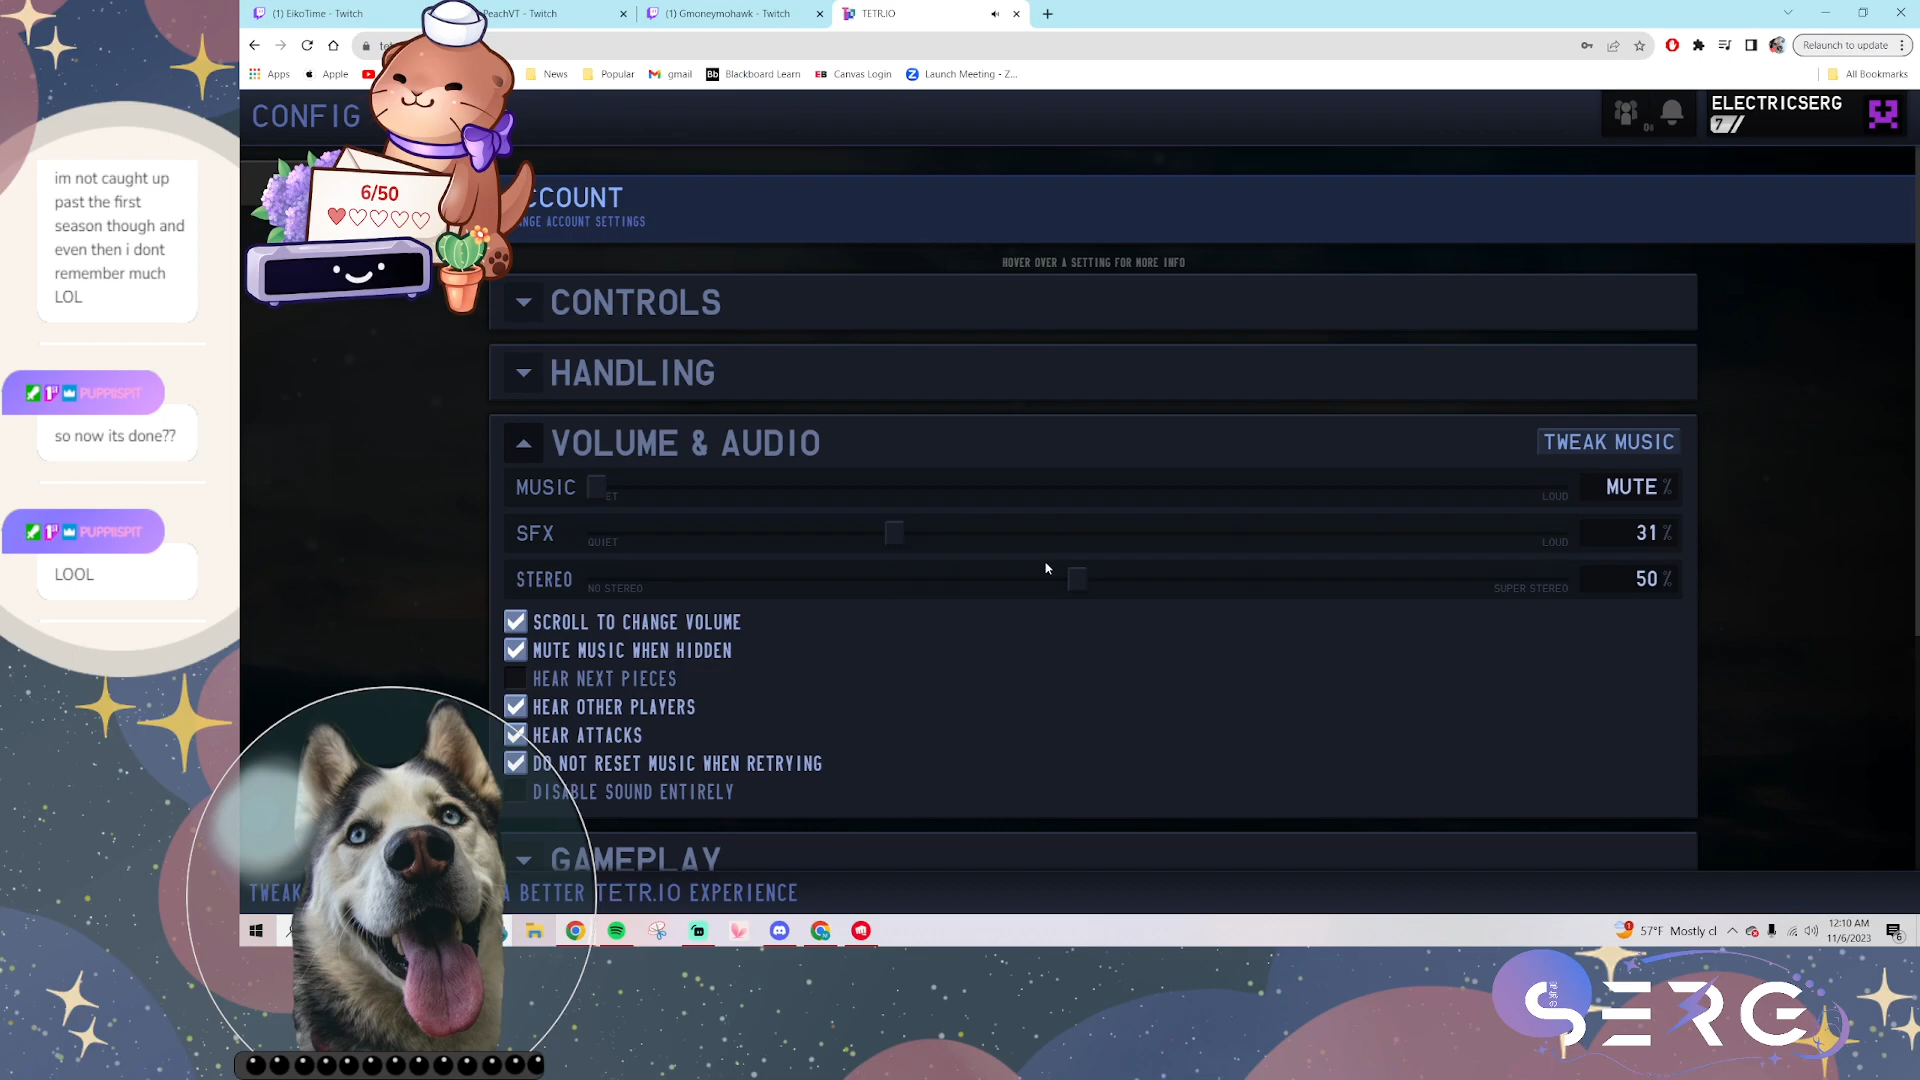 (1) EikoTime - Twitch
PeachVT - Twitch
(1) Gmoneymohawk - Twitch
TETR.IO
Relaunch to update
Apps
Apple
News
Popular
gmail
Blackboard Learn
Canvas Login
Launch Meeting - Z...
All Bookmarks
CONFIG
ELECTRICSERG
7
6/50
CCOUNT
NGE ACCOUNT SETTINGS
HOVER OVER A SETTING FOR MORE INFO
CONTROLS
HANDLING
VOLUME & AUDIO
TWEAK MUSIC
MUSIC
ET
LOUD
MUTE %
SFX
QUIET
LOUD
31 %
STEREO
NO STEREO
SUPER STEREO
50 %
SCROLL TO CHANGE VOLUME
MUTE MUSIC WHEN HIDDEN
HEAR NEXT PIECES
HEAR OTHER PLAYERS
HEAR ATTACKS
DO NOT RESET MUSIC WHEN RETRYING
DISABLE SOUND ENTIRELY
GAMEPLAY
TWEAK
A BETTER TETR.IO EXPERIENCE
57°F Mostly cl
12:10 AM
11/6/2023
im not caught up
past the first
season though and
even then i dont
remember much
LOL
PUPPIISPIT
so now its done??
PUPPIISPIT
LOOL
SERG